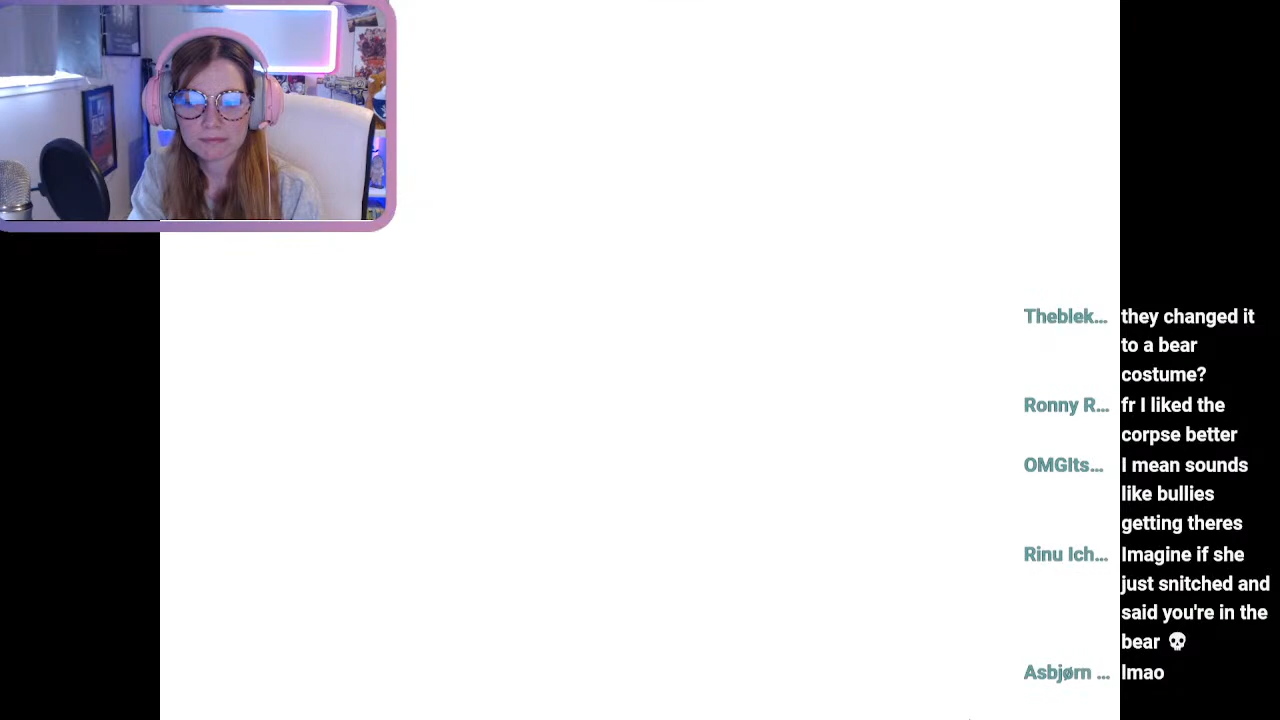 Theblek... they changed it
to a bear
costume?
Ronny R... fr I liked the
corpse better
OMGIts... I mean sounds
like bullies
getting theres
Rinu Ich... Imagine if she
just snitched and
said you're in the
bear 💀
Asbjørn ... lmao